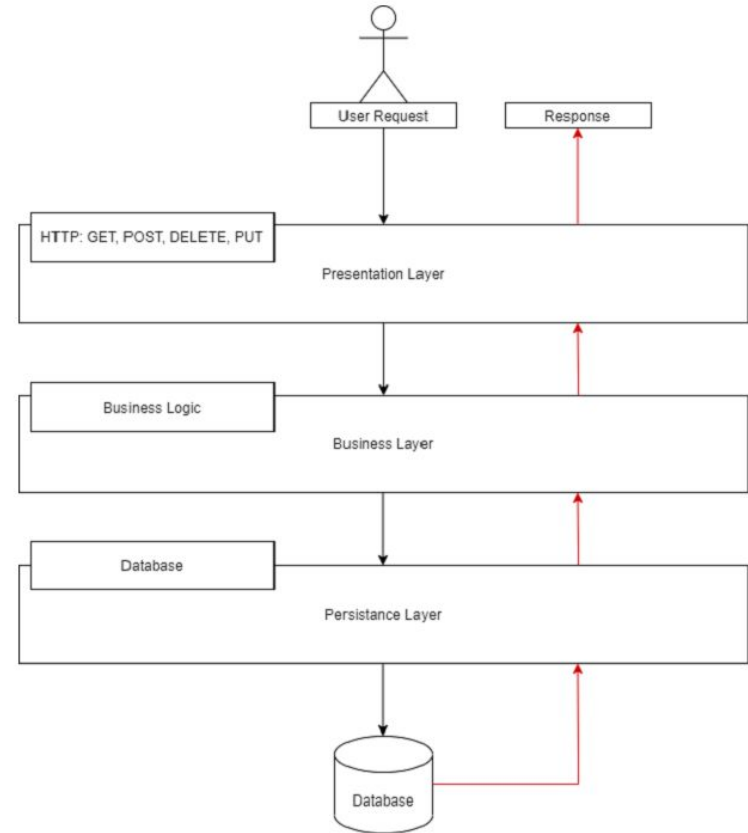 User Request
Response
HTTP: GET, POST, DELETE, PUT
Presentation Layer
Business Logic
Business Layer
Database
Persistance Layer
Database